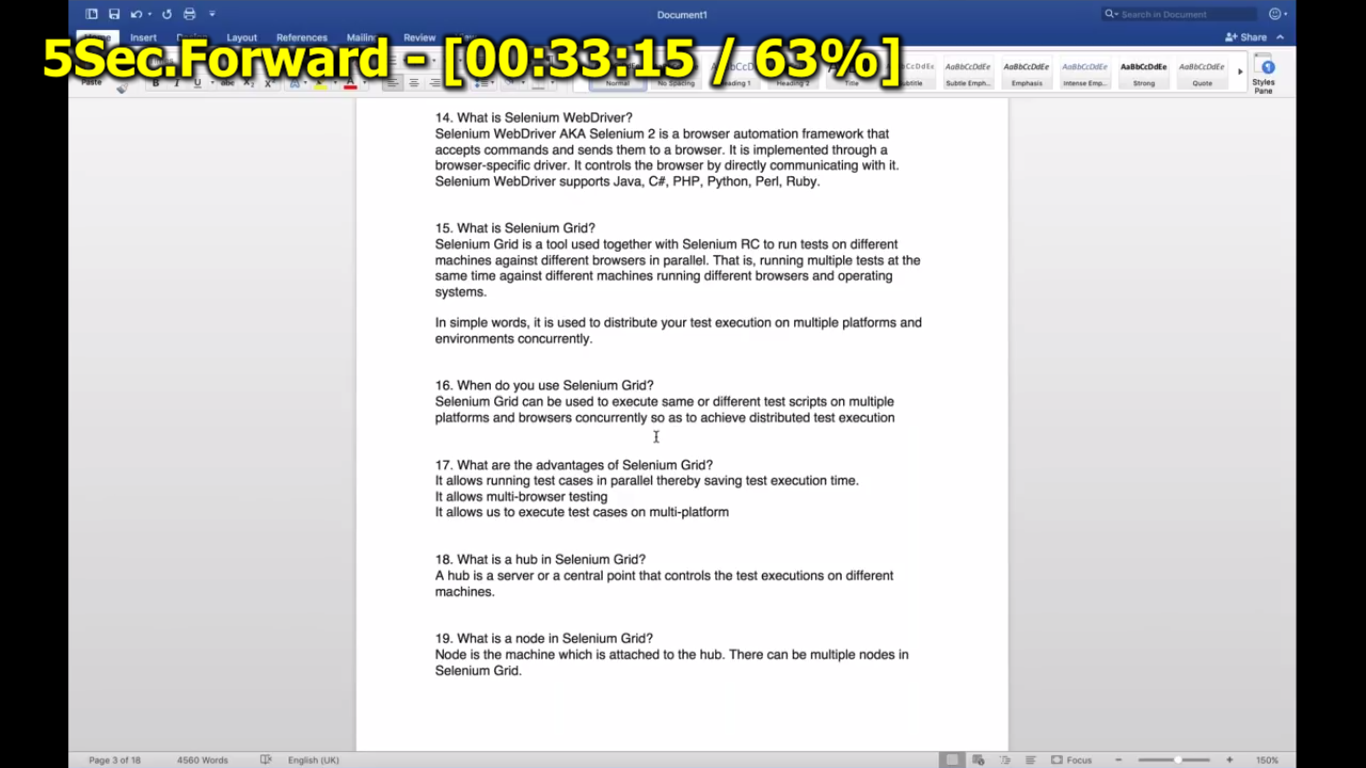 Document1
Search in Document
Insert
Layout
References
Review
Share
5Sec.Forward - [00:33:15 / 63%]
Paste
Normal
No Spacing
Heading 2
Title
AaBbCcDdEe AaBbCcDdEe AaBbCcDdEe AaBbCcDdEe AaBbCcDdEe
Subtle Emph...
Emphasis
Intense Emp...
Strong
Quote
Styles
Pane
14. What is Selenium WebDriver?
Selenium WebDriver AKA Selenium 2 is a browser automation framework that
accepts commands and sends them to a browser. It is implemented through a
browser-specific driver. It controls the browser by directly communicating with it.
Selenium WebDriver supports Java, C#, PHP, Python, Perl, Ruby.
15. What is Selenium Grid?
Selenium Grid is a tool used together with Selenium RC to run tests on different
machines against different browsers in parallel. That is, running multiple tests at the
same time against different machines running different browsers and operating
systems.
In simple words, it is used to distribute your test execution on multiple platforms and
environments concurrently.
16. When do you use Selenium Grid?
Selenium Grid can be used to execute same or different test scripts on multiple
platforms and browsers concurrently so as to achieve distributed test execution
17. What are the advantages of Selenium Grid?
It allows running test cases in parallel thereby saving test execution time.
It allows multi-browser testing
It allows us to execute test cases on multi-platform
18. What is a hub in Selenium Grid?
A hub is a server or a central point that controls the test executions on different
machines.
19. What is a node in Selenium Grid?
Node is the machine which is attached to the hub. There can be multiple nodes in
Selenium Grid.
Page 3 of 18
4560 Words
English (UK)
Focus
150%